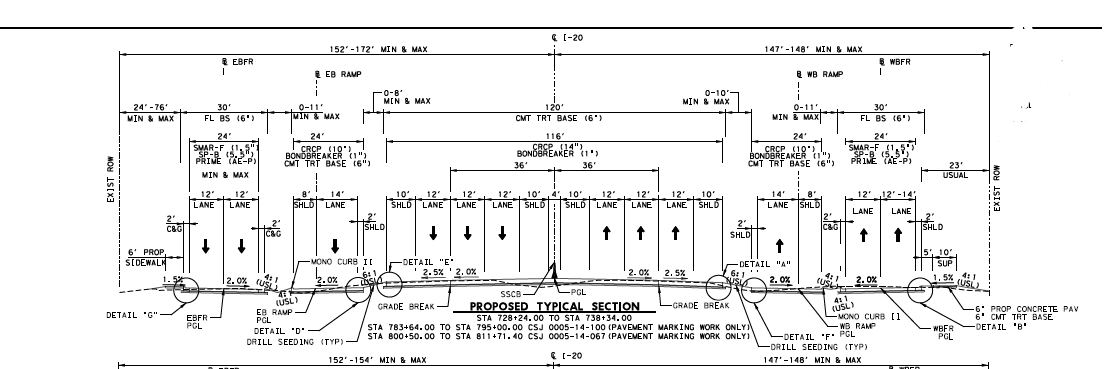 ℄ I-20
152'-172' MIN & MAX
147'-148' MIN & MAX
℄ EBFR
℄ WBFR
℄ EB RAMP
℄ WB RAMP
0-8'
MIN & MAX
0-10'
MIN & MAX
24'-76'
MIN & MAX
30'
FL BS (6")
0-11'
MIN & MAX
120'
CMT TRT BASE (6")
0-11'
MIN & MAX
30'
FL BS (6")
24'
SMAR-F (1.5")
SP-B (5.5")
PRIME (AE-P)
MIN & MAX
24'
CRCP (10")
BONDBREAKER (1")
CMT TRT BASE (6")
116'
CRCP (14")
BONDBREAKER (1")
24'
CRCP (10")
BONDBREAKER (1")
CMT TRT BASE (6")
24'
SMAR-F (1.5")
SP-B (5.5")
PRIME (AE-P)
36'
36'
23'
USUAL
EXIST ROW
EXIST ROW
12'
LANE
12'
LANE
8'
SHLD
14'
LANE
10'
SHLD
12'
LANE
12'
LANE
12'
LANE
10'
SHLD
4'
10'
SHLD
12'
LANE
12'
LANE
12'
LANE
10'
SHLD
14'
LANE
8'
SHLD
12'
LANE
12'-14'
LANE
2'
C&G
2'
C&G
2'
SHLD
2'
SHLD
2'
C&G
2'
SHLD
6' PROP
SIDEWALK
5'
10'
SUP
MONO CURB II
DETAIL "E"
DETAIL "A"
1.5%
2.0%
4:1
(USL)
4:1
(USL)
2.0%
6:1
(USL)
2.5%
2.0%
2.0%
2.5%
6:1
(USL)
2.0%
4:1
(USL)
4:1
(USL)
2.0%
1.5%
4:1
(USL)
DETAIL "G"
EBFR
PGL
EB RAMP
PGL
DETAIL "D"
DRILL SEEDING (TYP)
GRADE BREAK
SSCB
PGL
GRADE BREAK
PROPOSED TYPICAL SECTION
STA 728+24.00 TO STA 738+34.00
STA 783+64.00 TO STA 795+00.00 CSJ 0005-14-100 (PAVEMENT MARKING WORK ONLY)
STA 800+50.00 TO STA 811+71.40 CSJ 0005-14-067 (PAVEMENT MARKING WORK ONLY)
MONO CURB II
WB RAMP
PGL
DETAIL "F"
DRILL SEEDING (TYP)
WBFR
PGL
6" PROP CONCRETE PAV
6" CMT TRT BASE
DETAIL "B"
℄ I-20
152'-154' MIN & MAX
147'-148' MIN & MAX